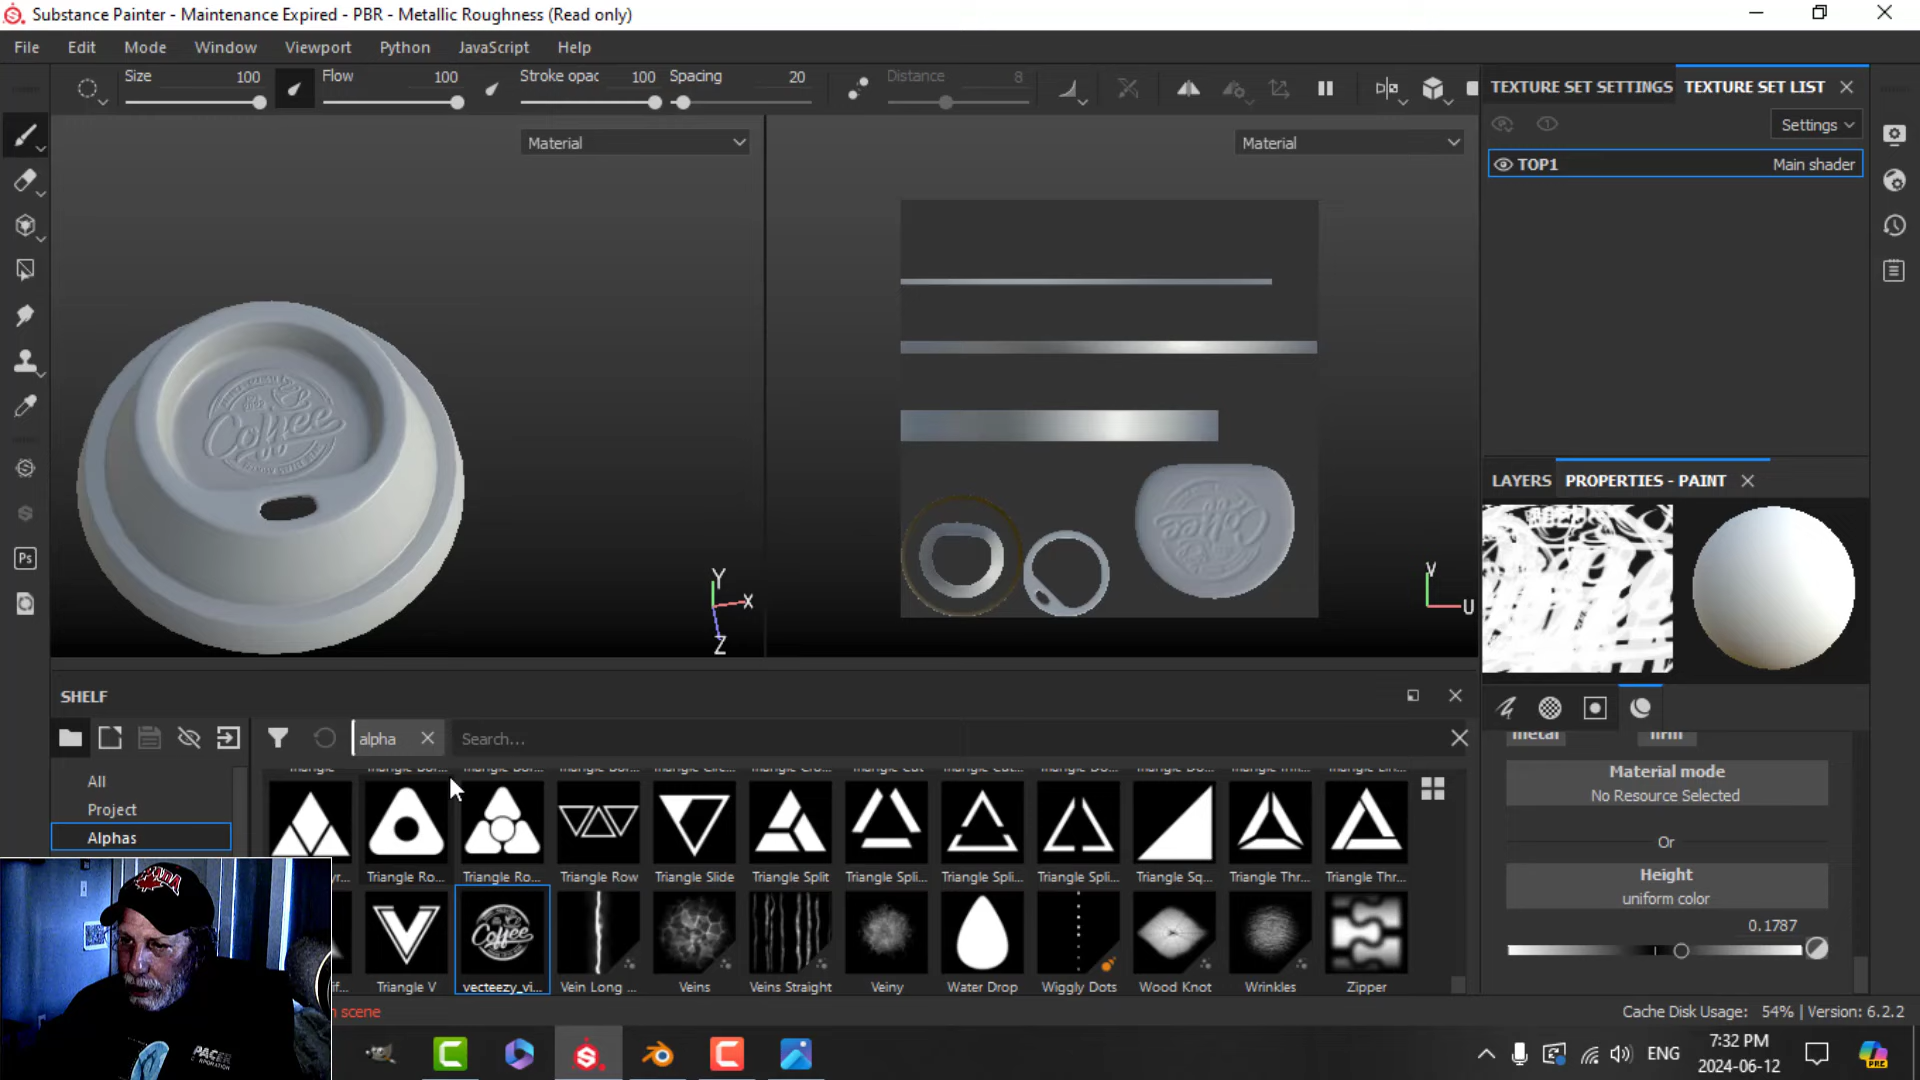 Substance Painter - Maintenance Expired - PBR - Metallic Roughness (Read only)
File Edit Mode Window Viewport Python JavaScript Help
Size 100 Flow 100 Stroke opac 100 Spacing 20 Distance 8
TEXTURE SET SETTINGS TEXTURE SET LIST
Material Material
Settings
TOP1 Main shader
Coffee
Y
X
Z
V
U
LAYERS PROPERTIES - PAINT
Ps
SHELF
alpha Search...
All
Project
Alphas
Triangle Ro... Triangle Ro... Triangle Row Triangle Slide Triangle Split Triangle Spli... Triangle Spli... Triangle Spli... Triangle Sq... Triangle Thr... Triangle Thr...
Coffee
Triangle V vecteezy_vi... Vein Long ... Veins Veins Straight Veiny Water Drop Wiggly Dots Wood Knot Wrinkles Zipper
Material mode
No Resource Selected
Or
Height
uniform color
0.1787
scene
Cache Disk Usage: 54% | Version: 6.2.2
ENG
7:32 PM
2024-06-12